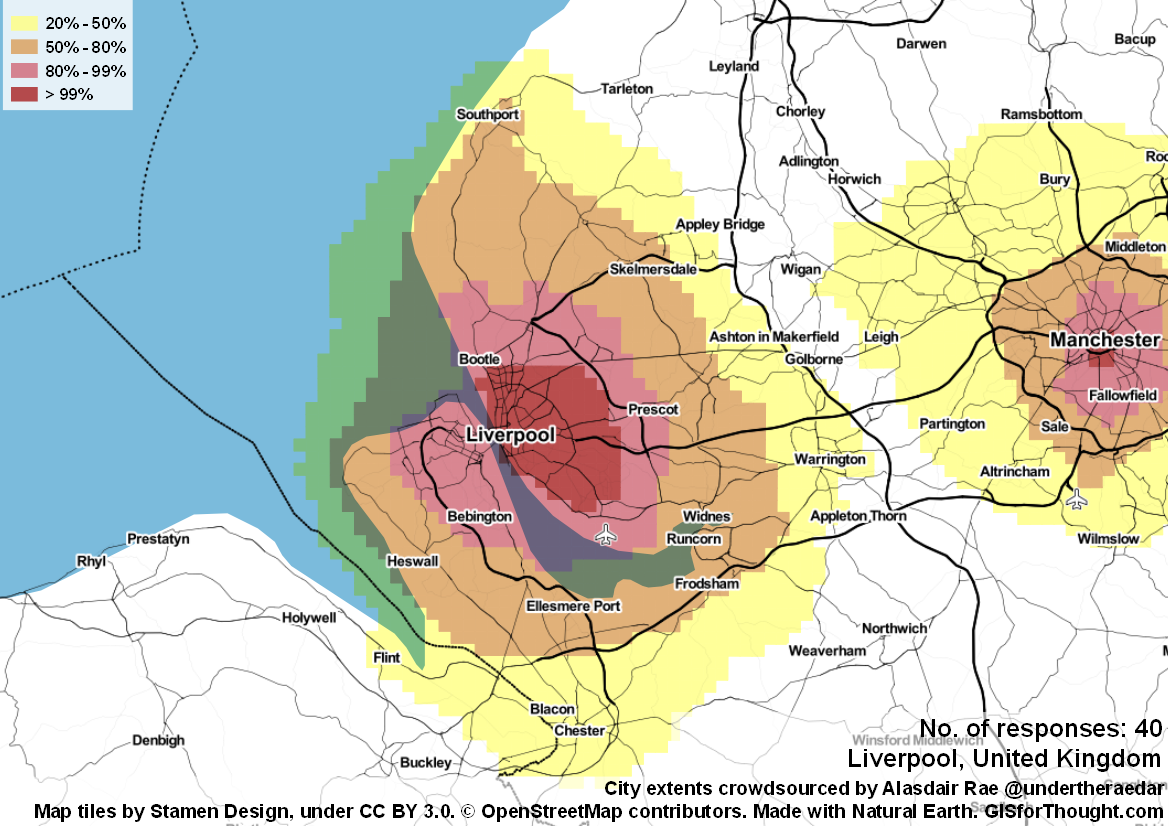 20% - 50%
50% - 80%
80% - 99%
> 99%
Darwen
Bacup
Leyland
Tarleton
Southport
Chorley
Ramsbottom
Adlington
Horwich
Bury
Appley Bridge
Middleton
Skelmersdale
Wigan
Ashton in Makerfield
Leigh
Manchester
Bootle
Golborne
Fallowfield
Prescot
Partington
Sale
Liverpool
Warrington
Altrincham
Bebington
Widnes
Appleton Thorn
Prestatyn
Runcorn
Wilmslow
Rhyl
Heswall
Frodsham
Ellesmere Port
Holywell
Northwich
Flint
Weaverham
Blacon
Chester
Denbigh
Buckley
Winsford Middlewich
No. of responses: 40
Liverpool, United Kingdom
City extents crowdsourced by Alasdair Rae @undertheraedar
Map tiles by Stamen Design, under CC BY 3.0. © OpenStreetMap contributors. Made with Natural Earth. GISforThought.com